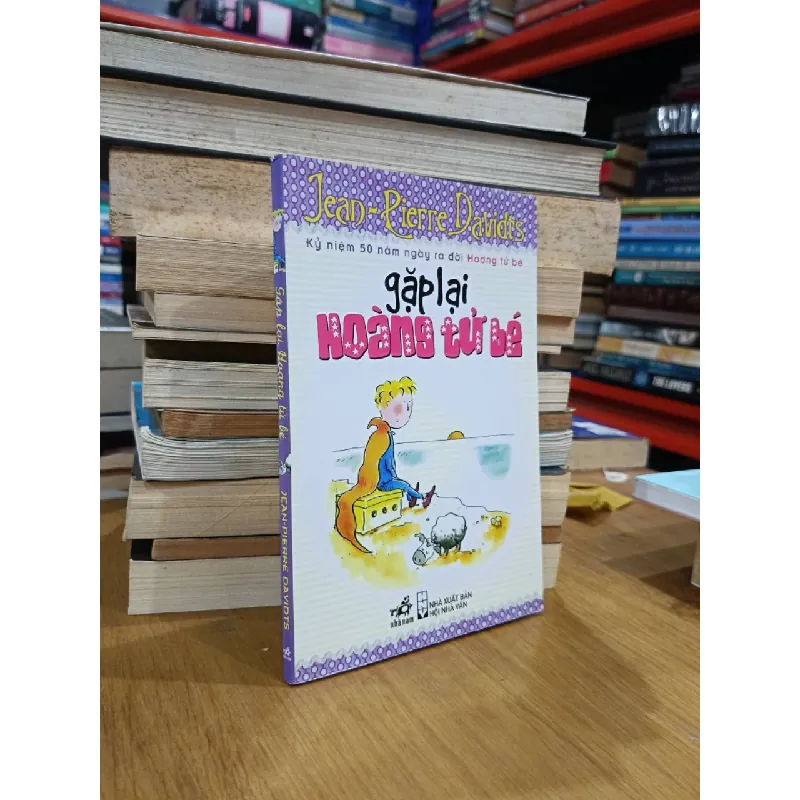 Jean-Pierre Davidts
Kỷ niệm 50 năm ngày ra đời Hoàng tử bé
gặp lại
Hoàng tử bé
nhã nam
NHÀ XUẤT BẢN
HỘI NHÀ VĂN
Gặp lại Hoàng tử bé
JEAN-PIERRE DAVIDTS
THE LOVERS